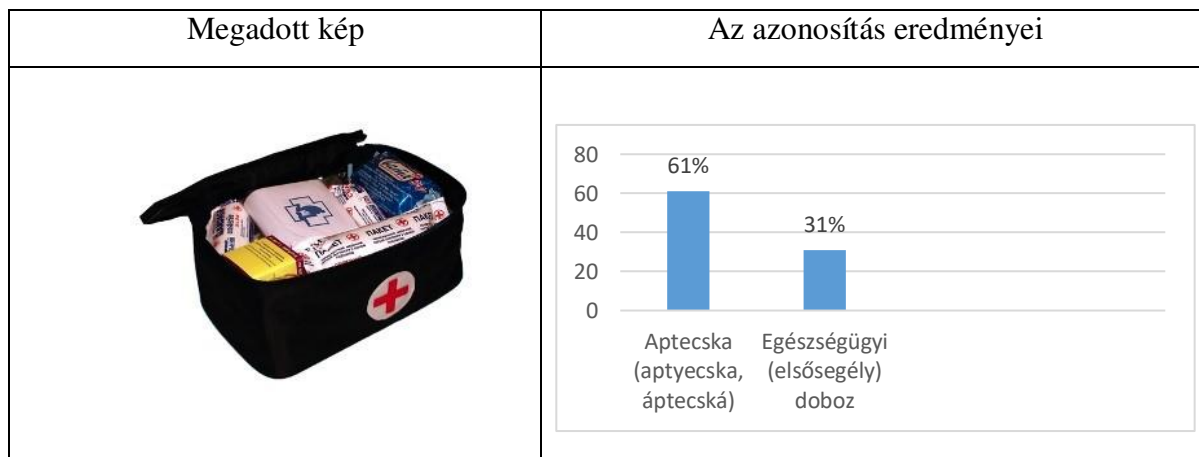 Megadott kép
Az azonosítás eredményei
ПАКЕТ
ПАКЕТ
80
60
40
20
0
61%
31%
Aptecska
(aptyecska,
áptecská)
Egészségügyi
(elsősegély)
doboz